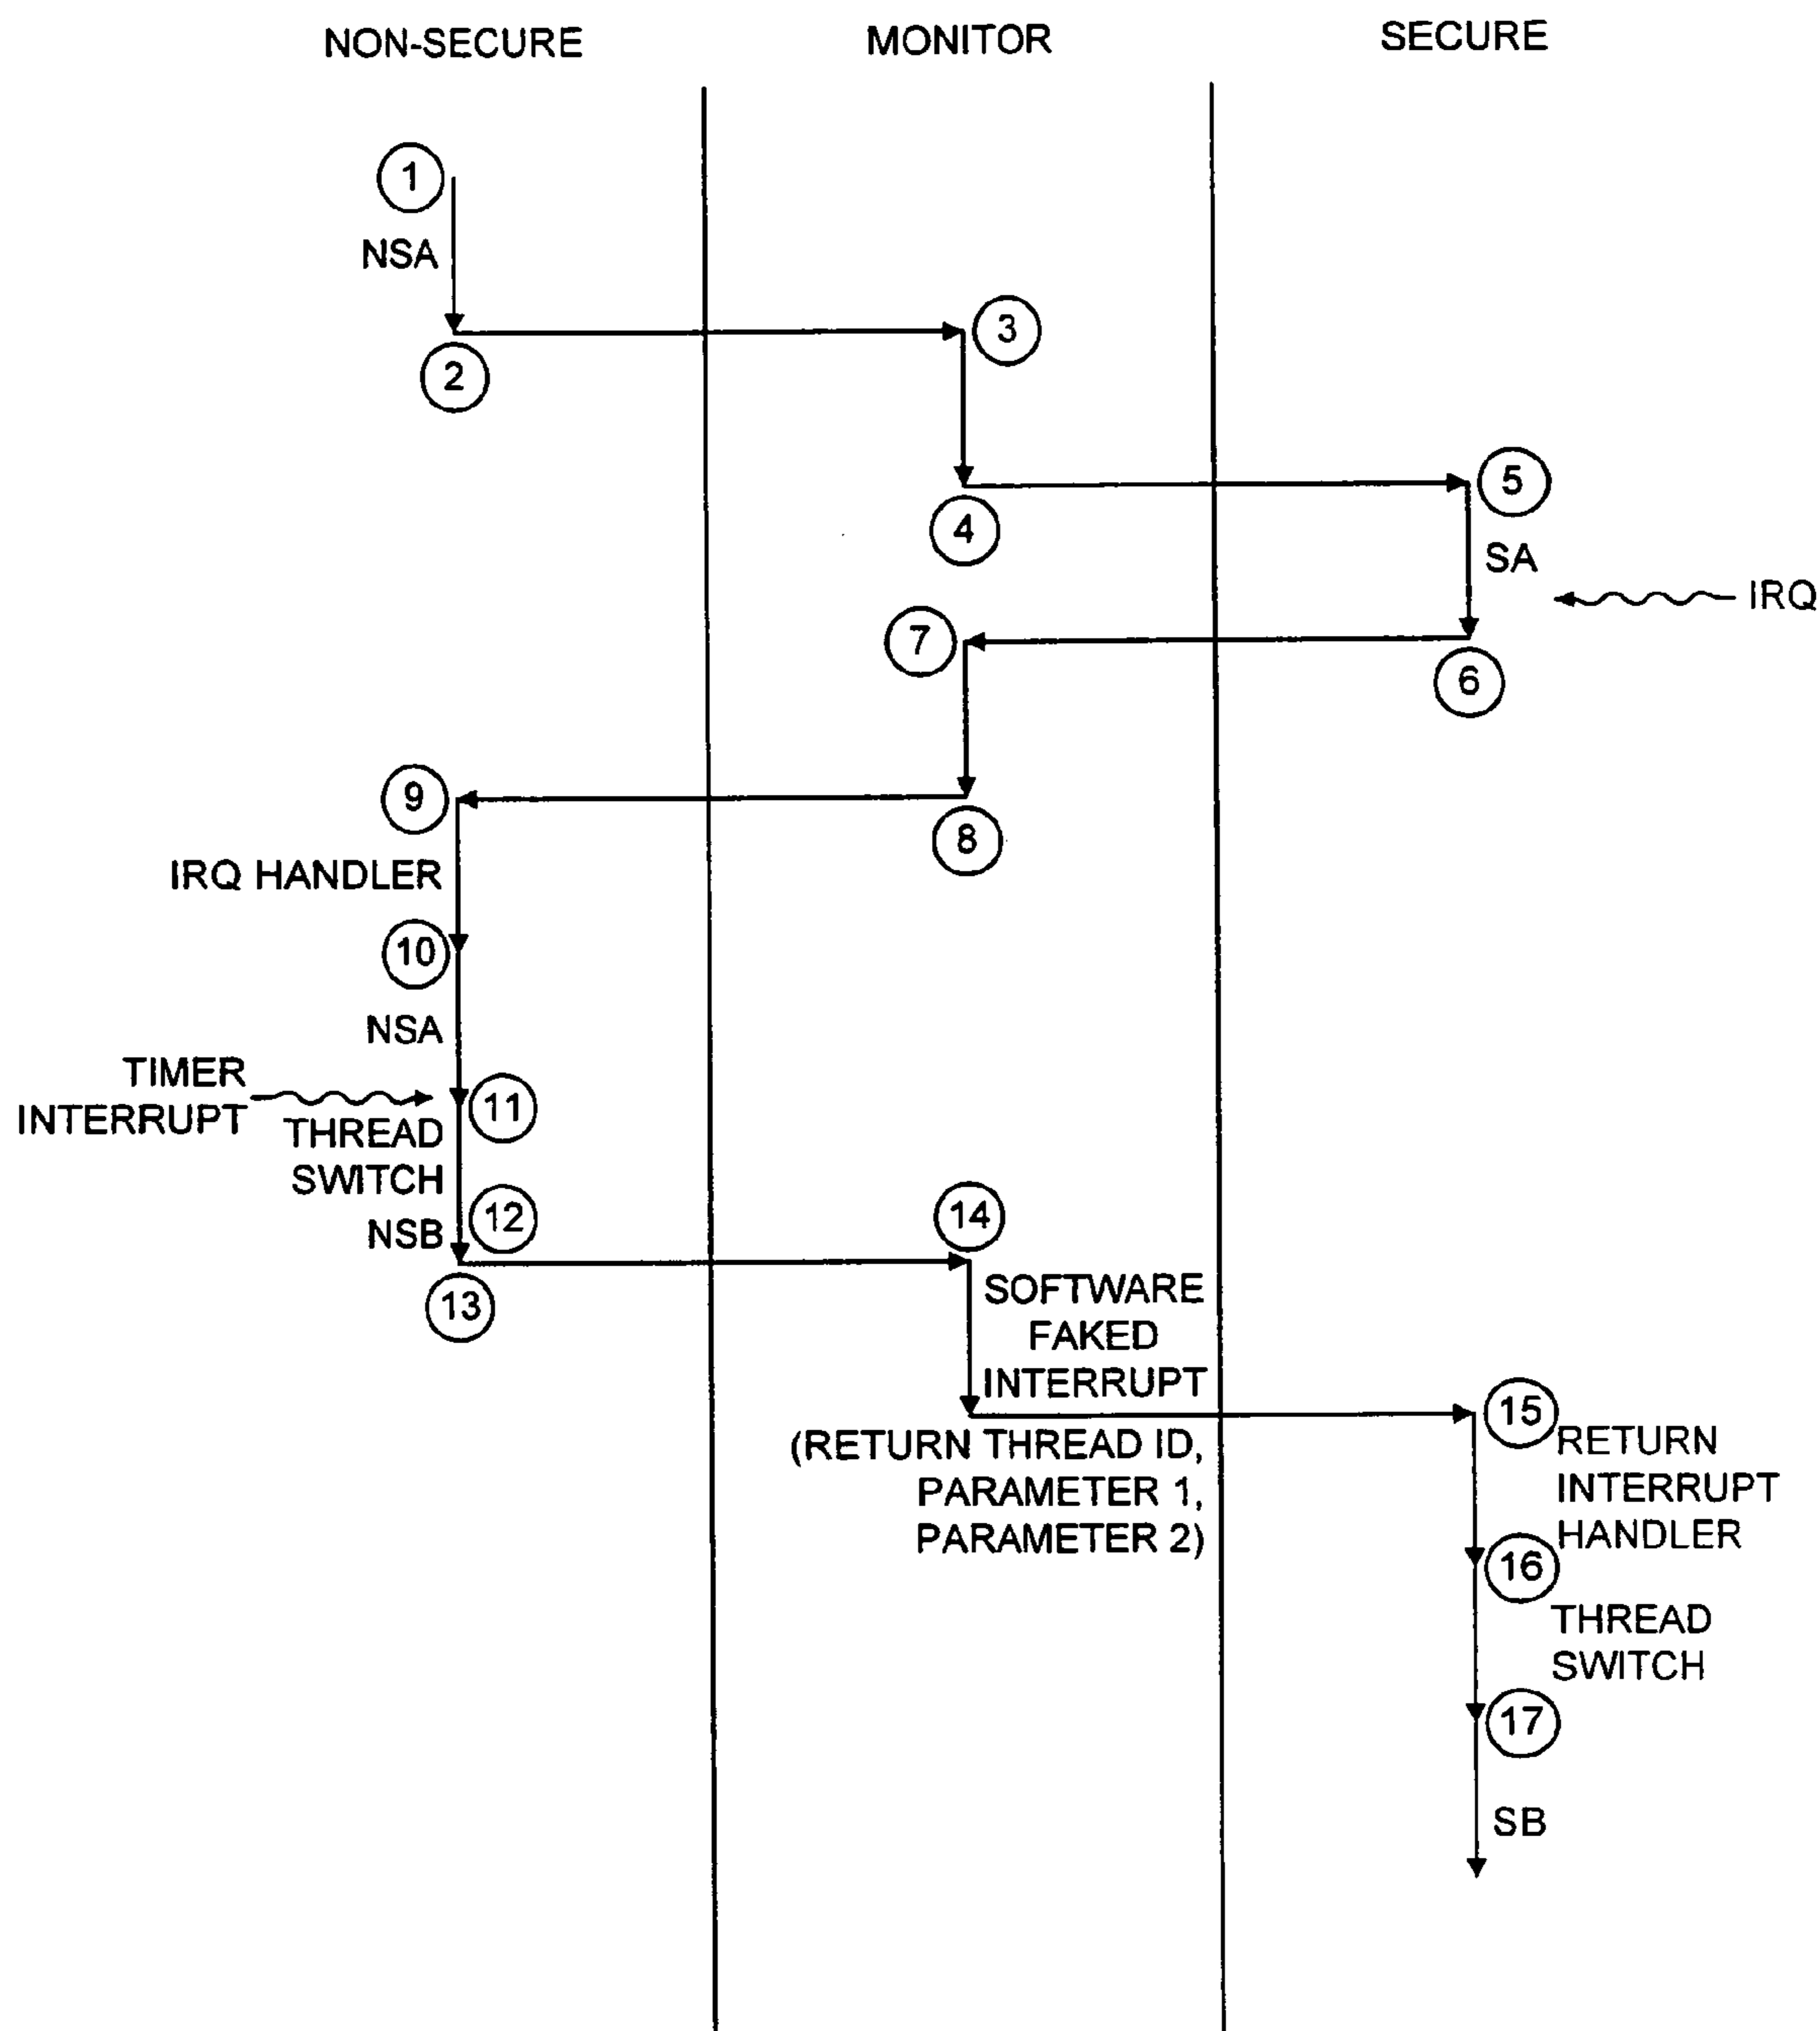 NON-SECURE
MONITOR
SECURE
1
NSA
2
3
4
5
SA
IRQ
6
7
8
9
IRQ HANDLER
10
NSA
TIMER
INTERRUPT
11
THREAD
SWITCH
12
NSB
13
14
SOFTWARE
FAKED
INTERRUPT
(RETURN THREAD ID,
PARAMETER 1,
PARAMETER 2)
15
RETURN
INTERRUPT
HANDLER
16
THREAD
SWITCH
17
SB